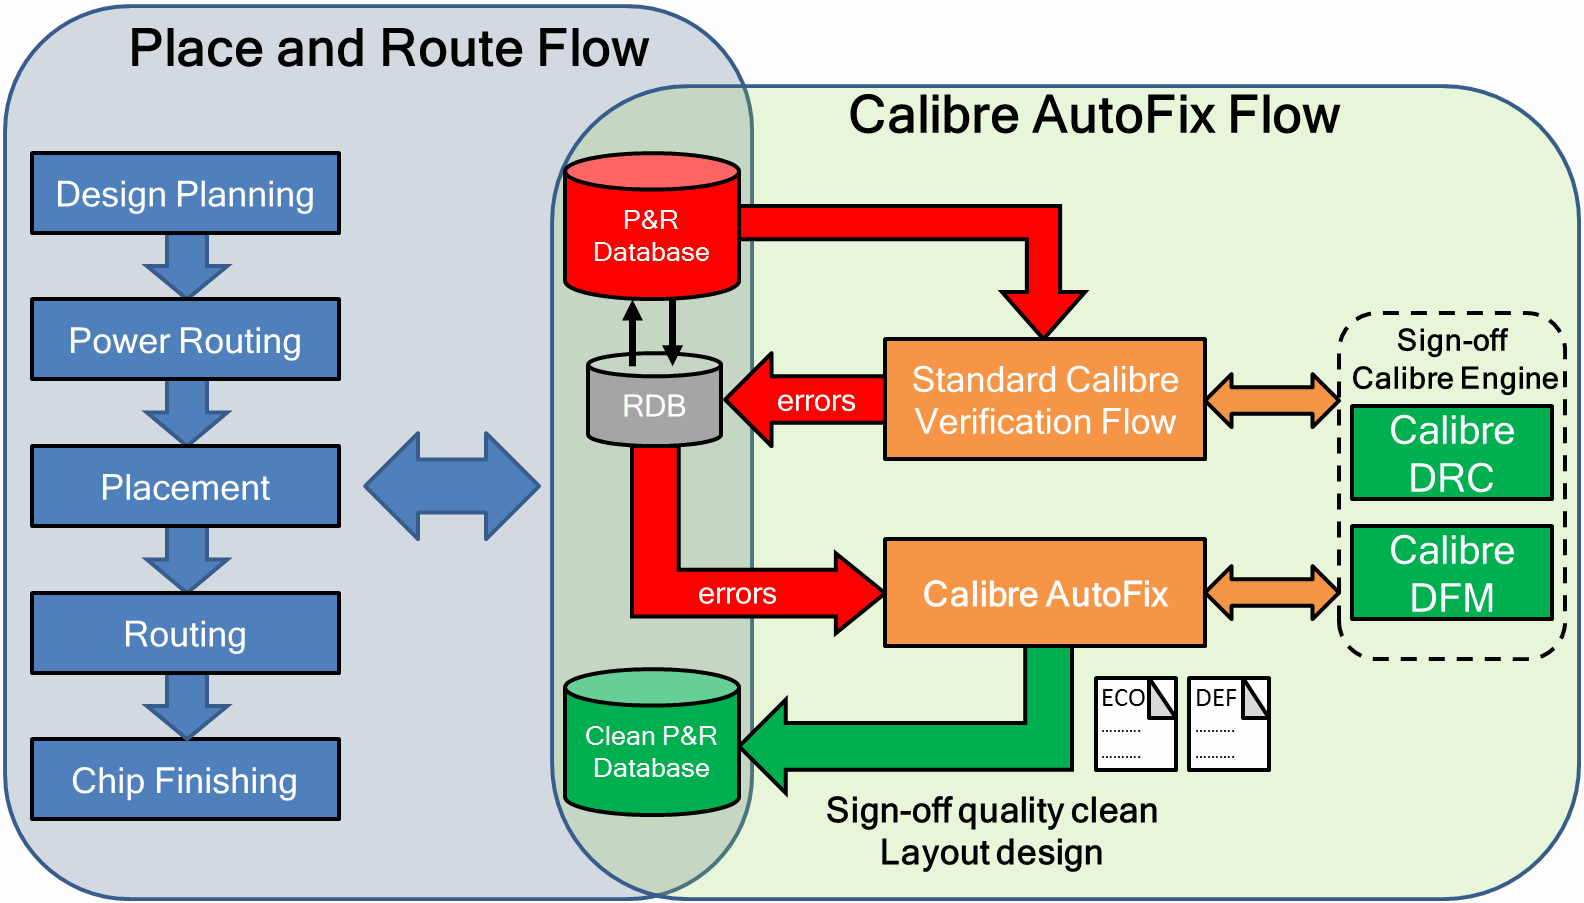 Place and Route Flow
Calibre AutoFix Flow
Design Planning
Power Routing
Placement
Routing
Chip Finishing
P&R
Database
RDB
errors
Standard Calibre
Verification Flow
Sign-off
Calibre Engine
Calibre
DRC
Calibre
DFM
errors
Calibre AutoFix
Clean P&R
Database
ECO
..........
..........
DEF
..........
..........
Sign-off quality clean
Layout design